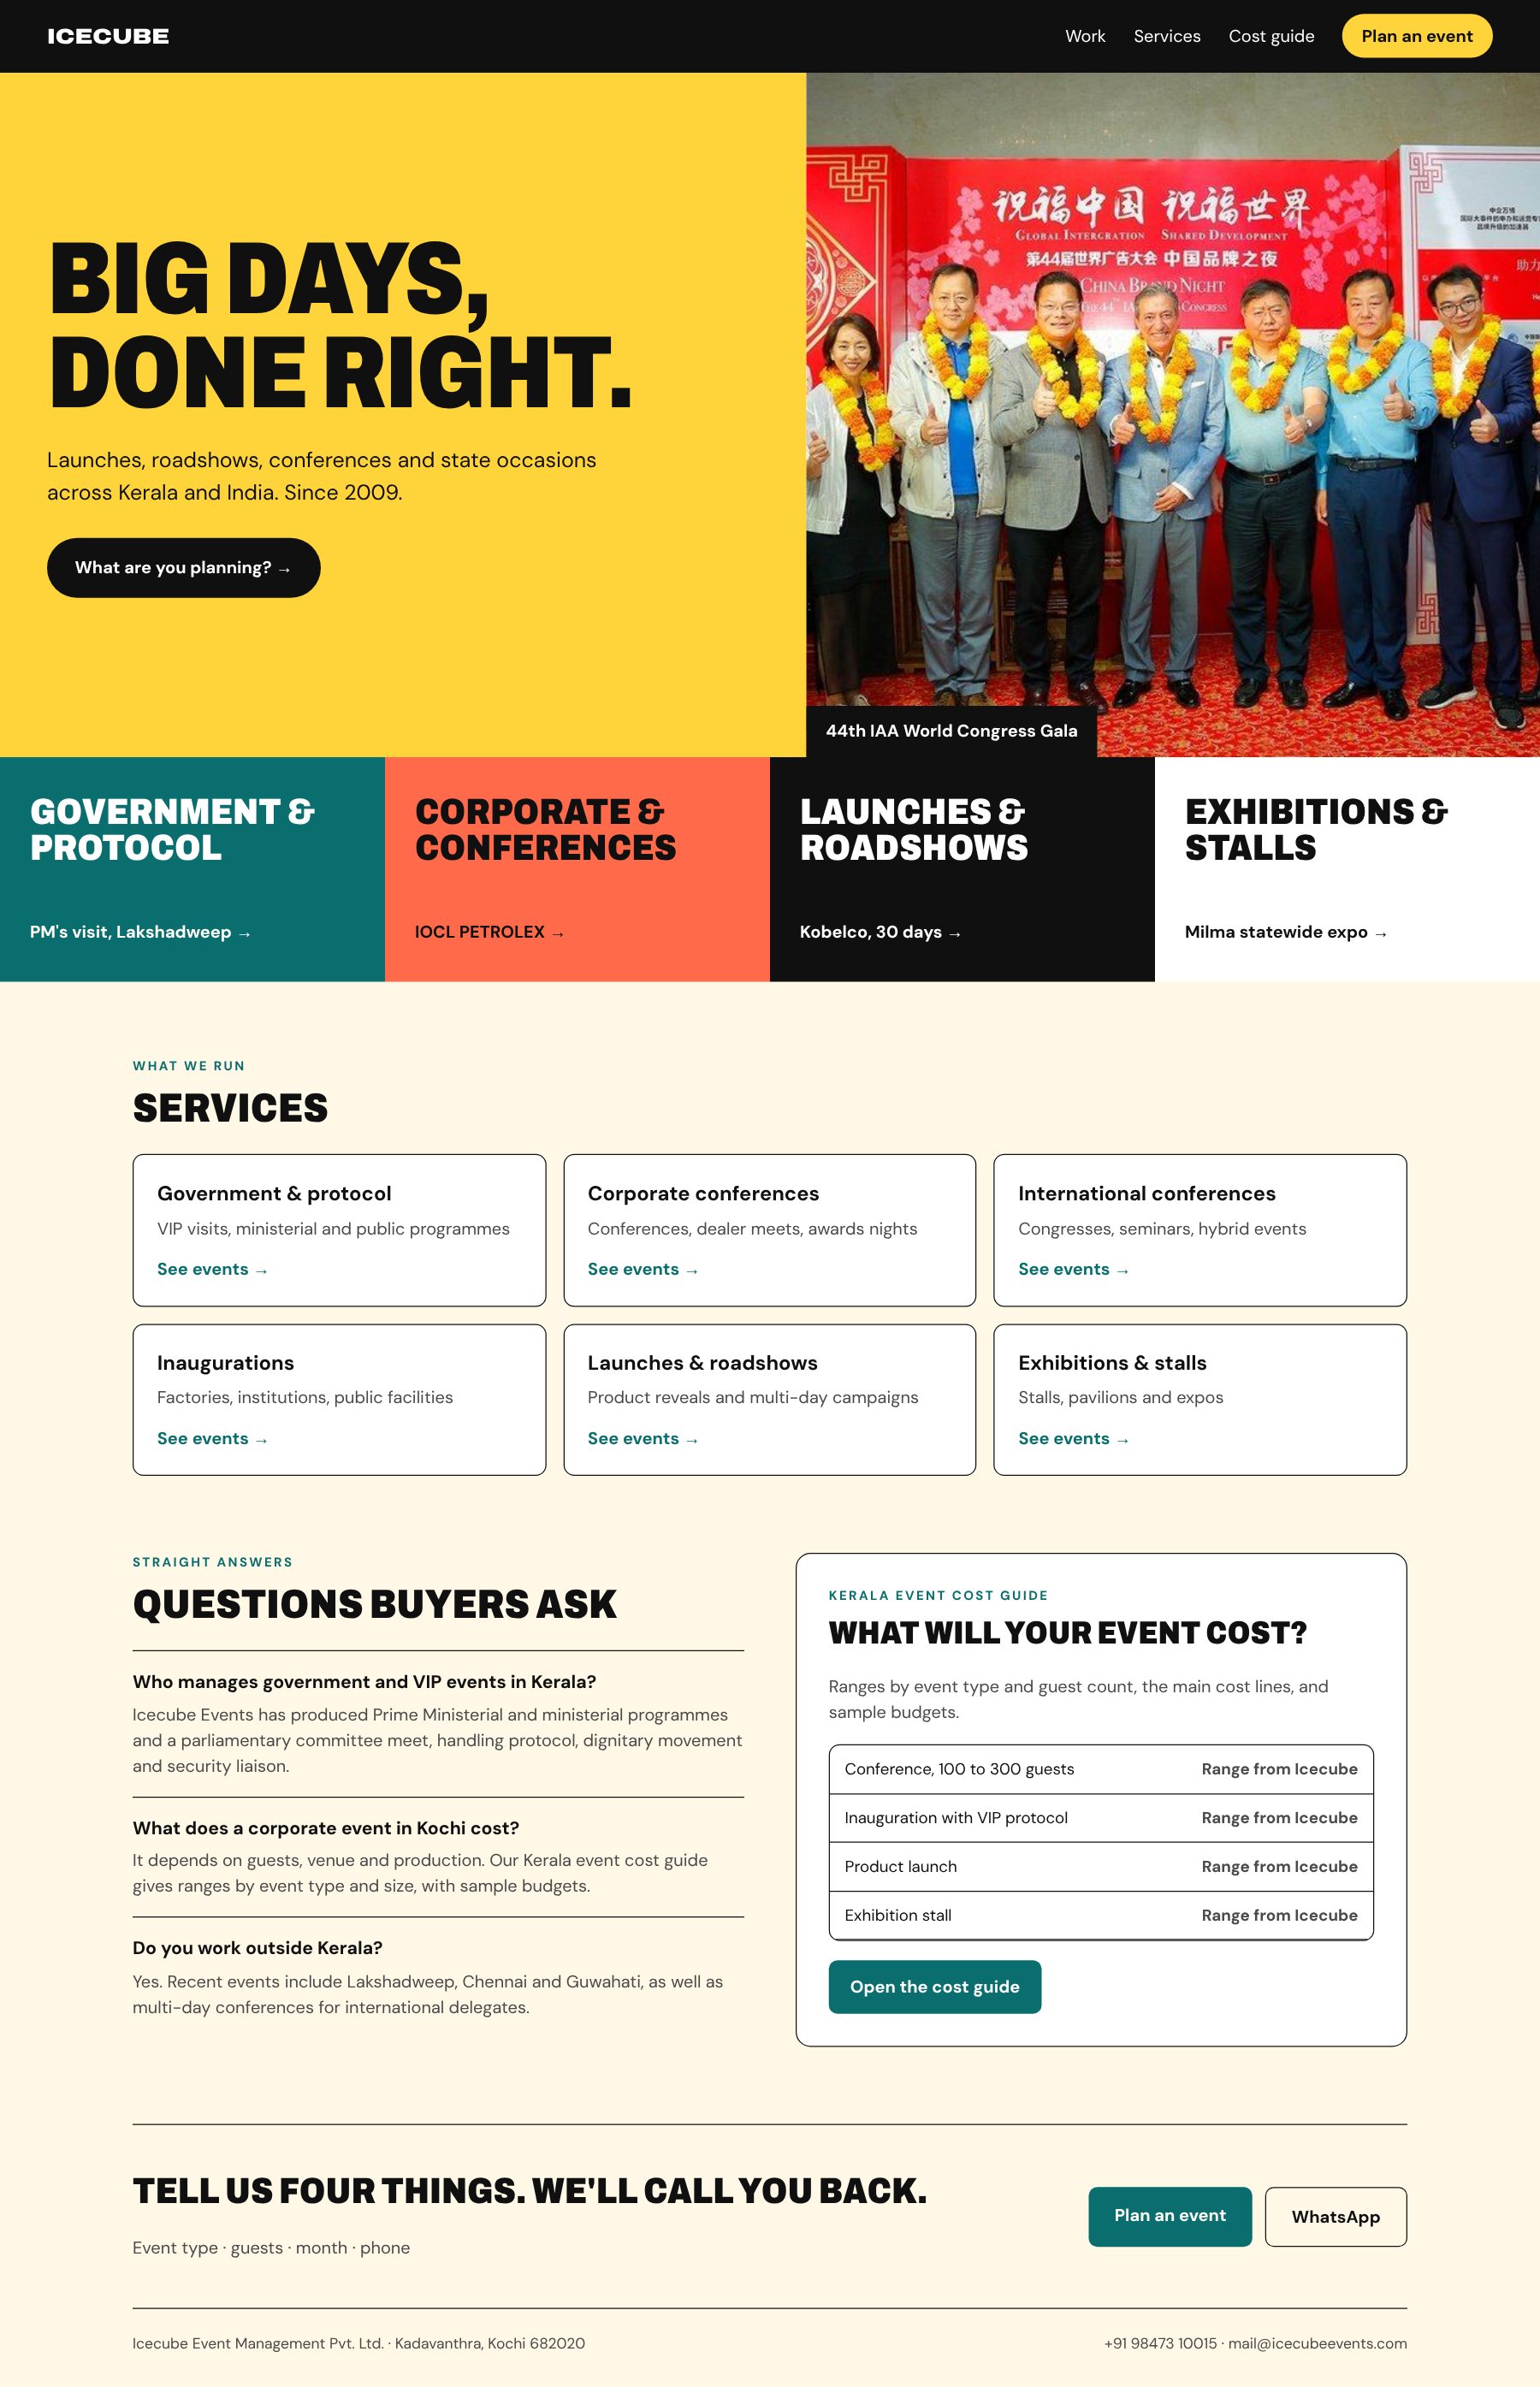 ICECUBE
Work Services Cost guide Plan an event
祝福中国 祝福世界
GLOBAL INTERGRATION SHARED DEVELOPMENT
第44届世界广告大会 中国品牌之夜
CHINA BRAND NIGHT
THE 44TH IAA CONGRESS
助力
BIG DAYS,
DONE RIGHT.
Launches, roadshows, conferences and state occasions
across Kerala and India. Since 2009.
What are you planning? →
44th IAA World Congress Gala
GOVERNMENT &
PROTOCOL
PM's visit, Lakshadweep →
CORPORATE &
CONFERENCES
IOCL PETROLEX →
LAUNCHES &
ROADSHOWS
Kobelco, 30 days →
EXHIBITIONS &
STALLS
Milma statewide expo →
WHAT WE RUN
SERVICES
Government & protocol
VIP visits, ministerial and public programmes
See events →
Corporate conferences
Conferences, dealer meets, awards nights
See events →
International conferences
Congresses, seminars, hybrid events
See events →
Inaugurations
Factories, institutions, public facilities
See events →
Launches & roadshows
Product reveals and multi-day campaigns
See events →
Exhibitions & stalls
Stalls, pavilions and expos
See events →
STRAIGHT ANSWERS
QUESTIONS BUYERS ASK
Who manages government and VIP events in Kerala?
Icecube Events has produced Prime Ministerial and ministerial programmes
and a parliamentary committee meet, handling protocol, dignitary movement
and security liaison.
What does a corporate event in Kochi cost?
It depends on guests, venue and production. Our Kerala event cost guide
gives ranges by event type and size, with sample budgets.
Do you work outside Kerala?
Yes. Recent events include Lakshadweep, Chennai and Guwahati, as well as
multi-day conferences for international delegates.
KERALA EVENT COST GUIDE
WHAT WILL YOUR EVENT COST?
Ranges by event type and guest count, the main cost lines, and
sample budgets.
Conference, 100 to 300 guests Range from Icecube
Inauguration with VIP protocol Range from Icecube
Product launch Range from Icecube
Exhibition stall Range from Icecube
Open the cost guide
TELL US FOUR THINGS. WE'LL CALL YOU BACK.
Event type · guests · month · phone
Plan an event WhatsApp
Icecube Event Management Pvt. Ltd. · Kadavanthra, Kochi 682020
+91 98473 10015 · mail@icecubeevents.com